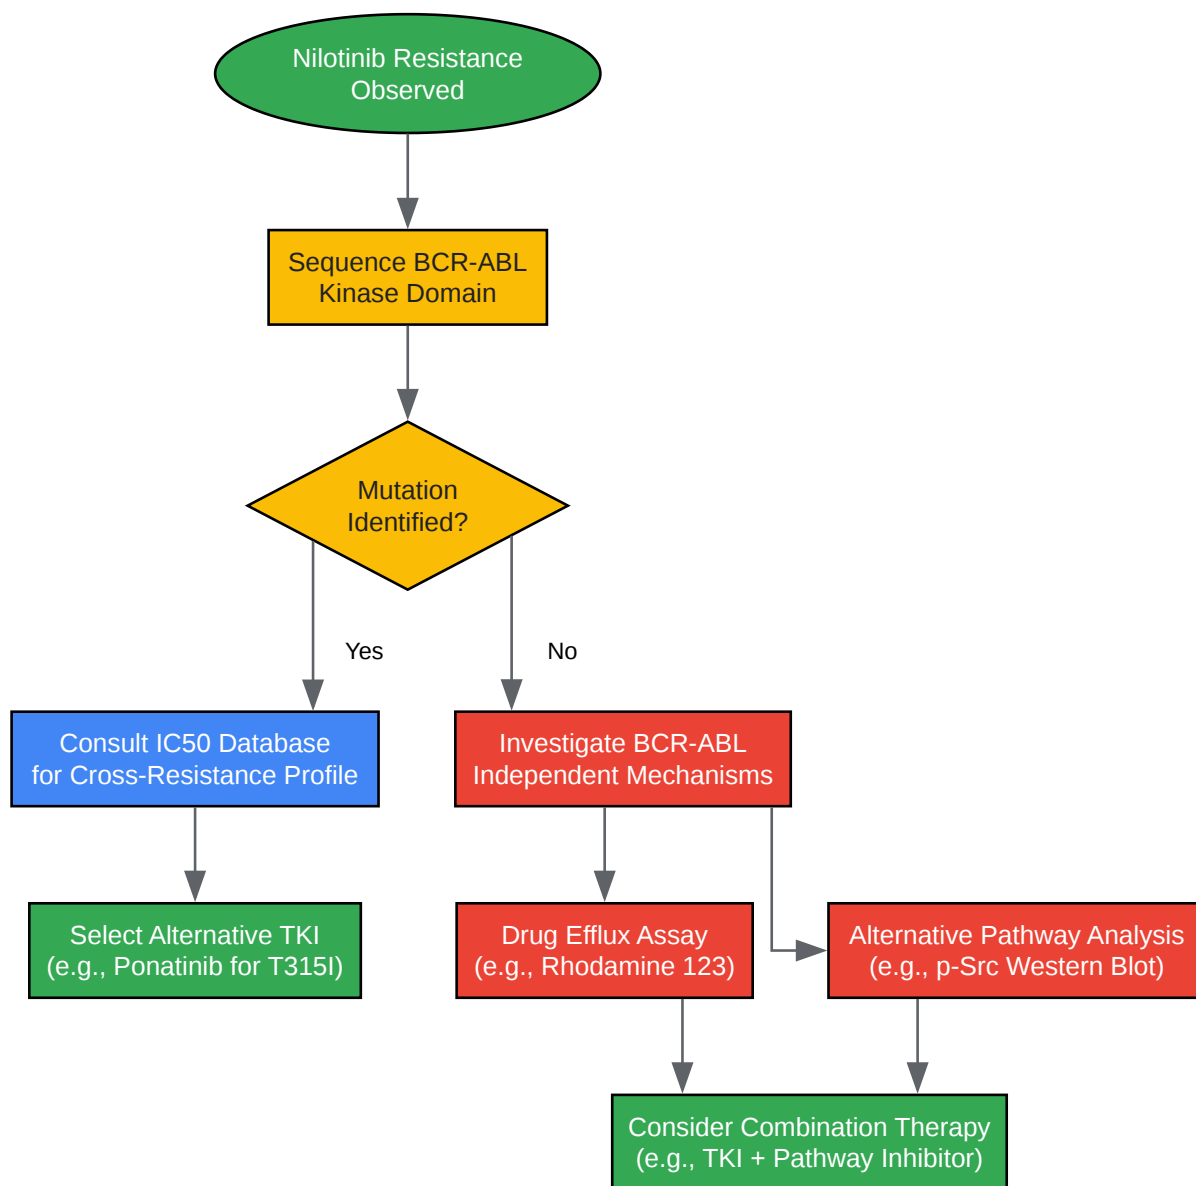 Nilotinib Resistance
Observed
Sequence BCR-ABL
Kinase Domain
Mutation
Identified?
Yes
No
Consult IC50 Database
for Cross-Resistance Profile
Investigate BCR-ABL
Independent Mechanisms
Select Alternative TKI
(e.g., Ponatinib for T315I)
Drug Efflux Assay
(e.g., Rhodamine 123)
Alternative Pathway Analysis
(e.g., p-Src Western Blot)
Consider Combination Therapy
(e.g., TKI + Pathway Inhibitor)